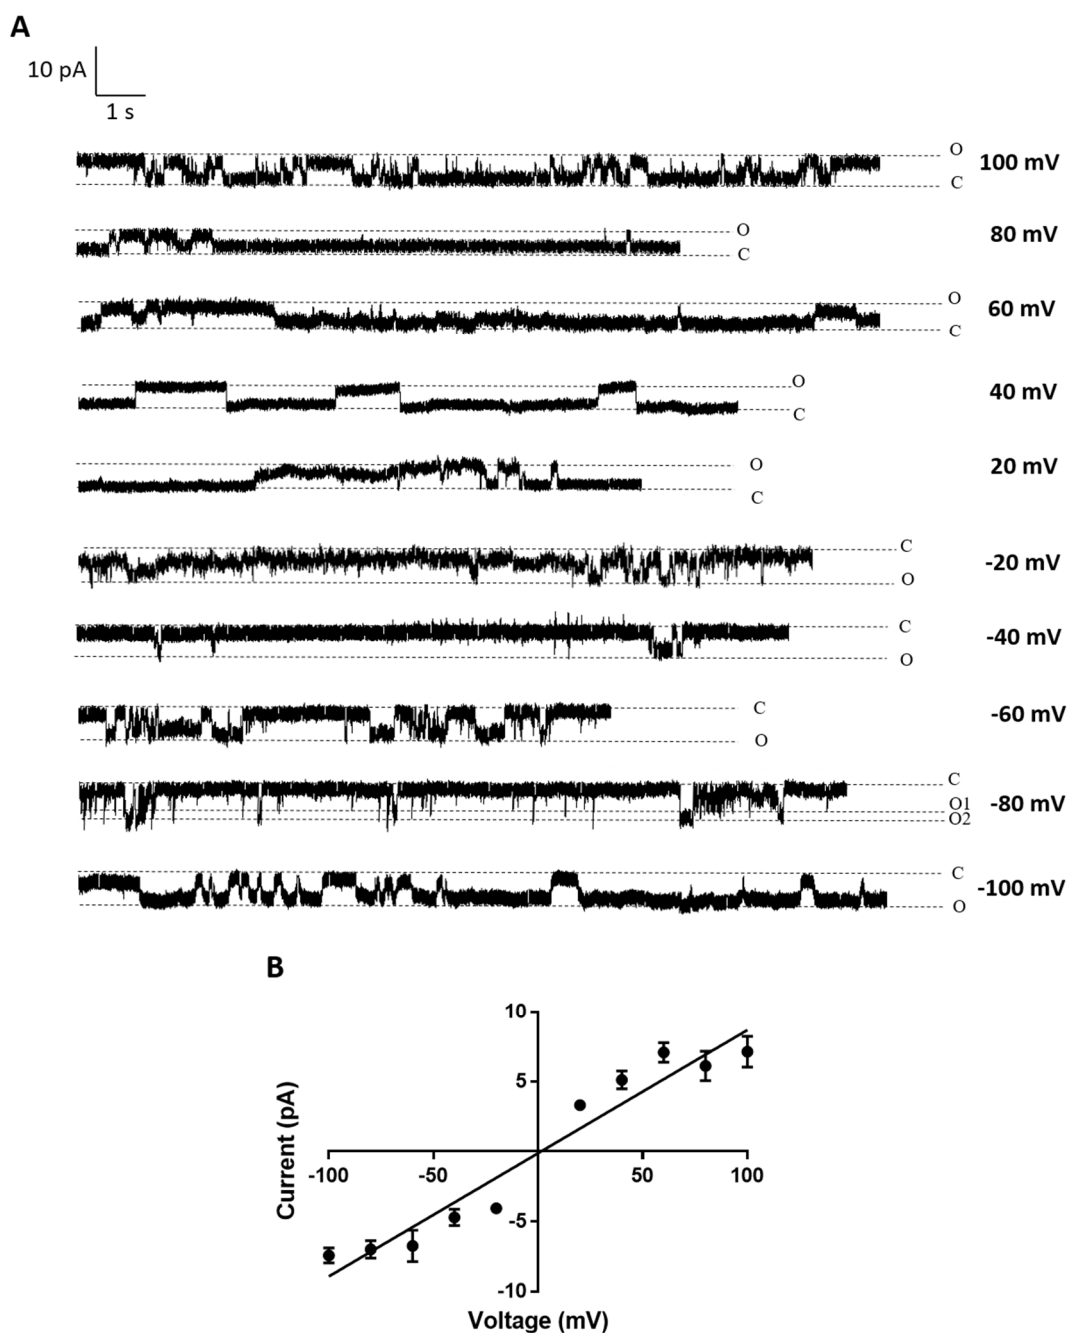 A
10 pA
1 s
O
100 mV
C
O
80 mV
C
O
60 mV
C
O
40 mV
C
O
20 mV
C
C
-20 mV
O
C
-40 mV
O
C
-60 mV
O
C
O1
-80 mV
O2
C
-100 mV
O
B
10
5
-100
-50
50
100
-5
-10
Current (pA)
Voltage (mV)